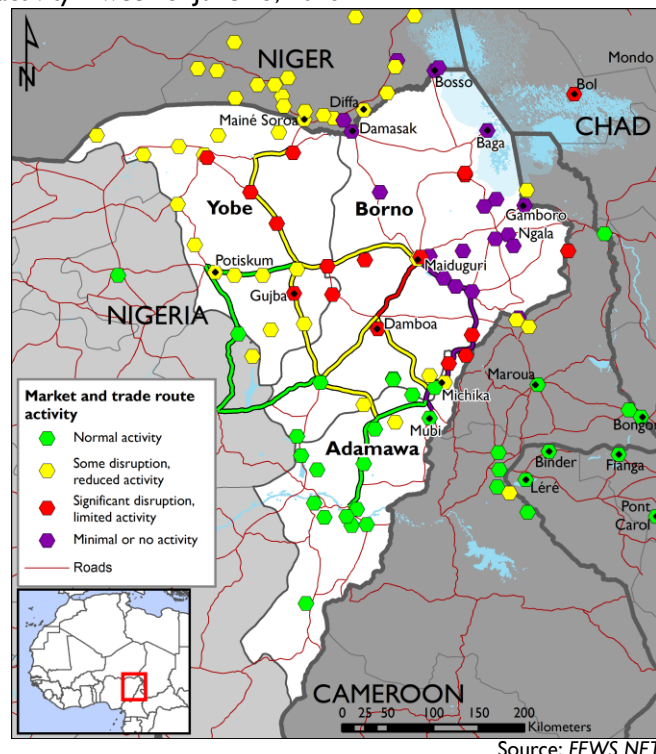 N
NIGER
Mondo
Bol
Bosso
Diffa
CHAD
Mainé Soroa
Damasak
Baga
Yobe
Borno
Gamboro
Ngala
Potiskum
Maiduguri
Gujba
NIGERIA
Damboa
Maroua
Michika
Mubi
Bongor
Adamawa
Binder
Fianga
Léré
Pont
Carol
Market and trade route
activity
Normal activity
Some disruption,
reduced activity
Significant disruption,
limited activity
Minimal or no activity
Roads
CAMEROON
0 25 50 100 150 200
Kilometers
Source: FEWS NET